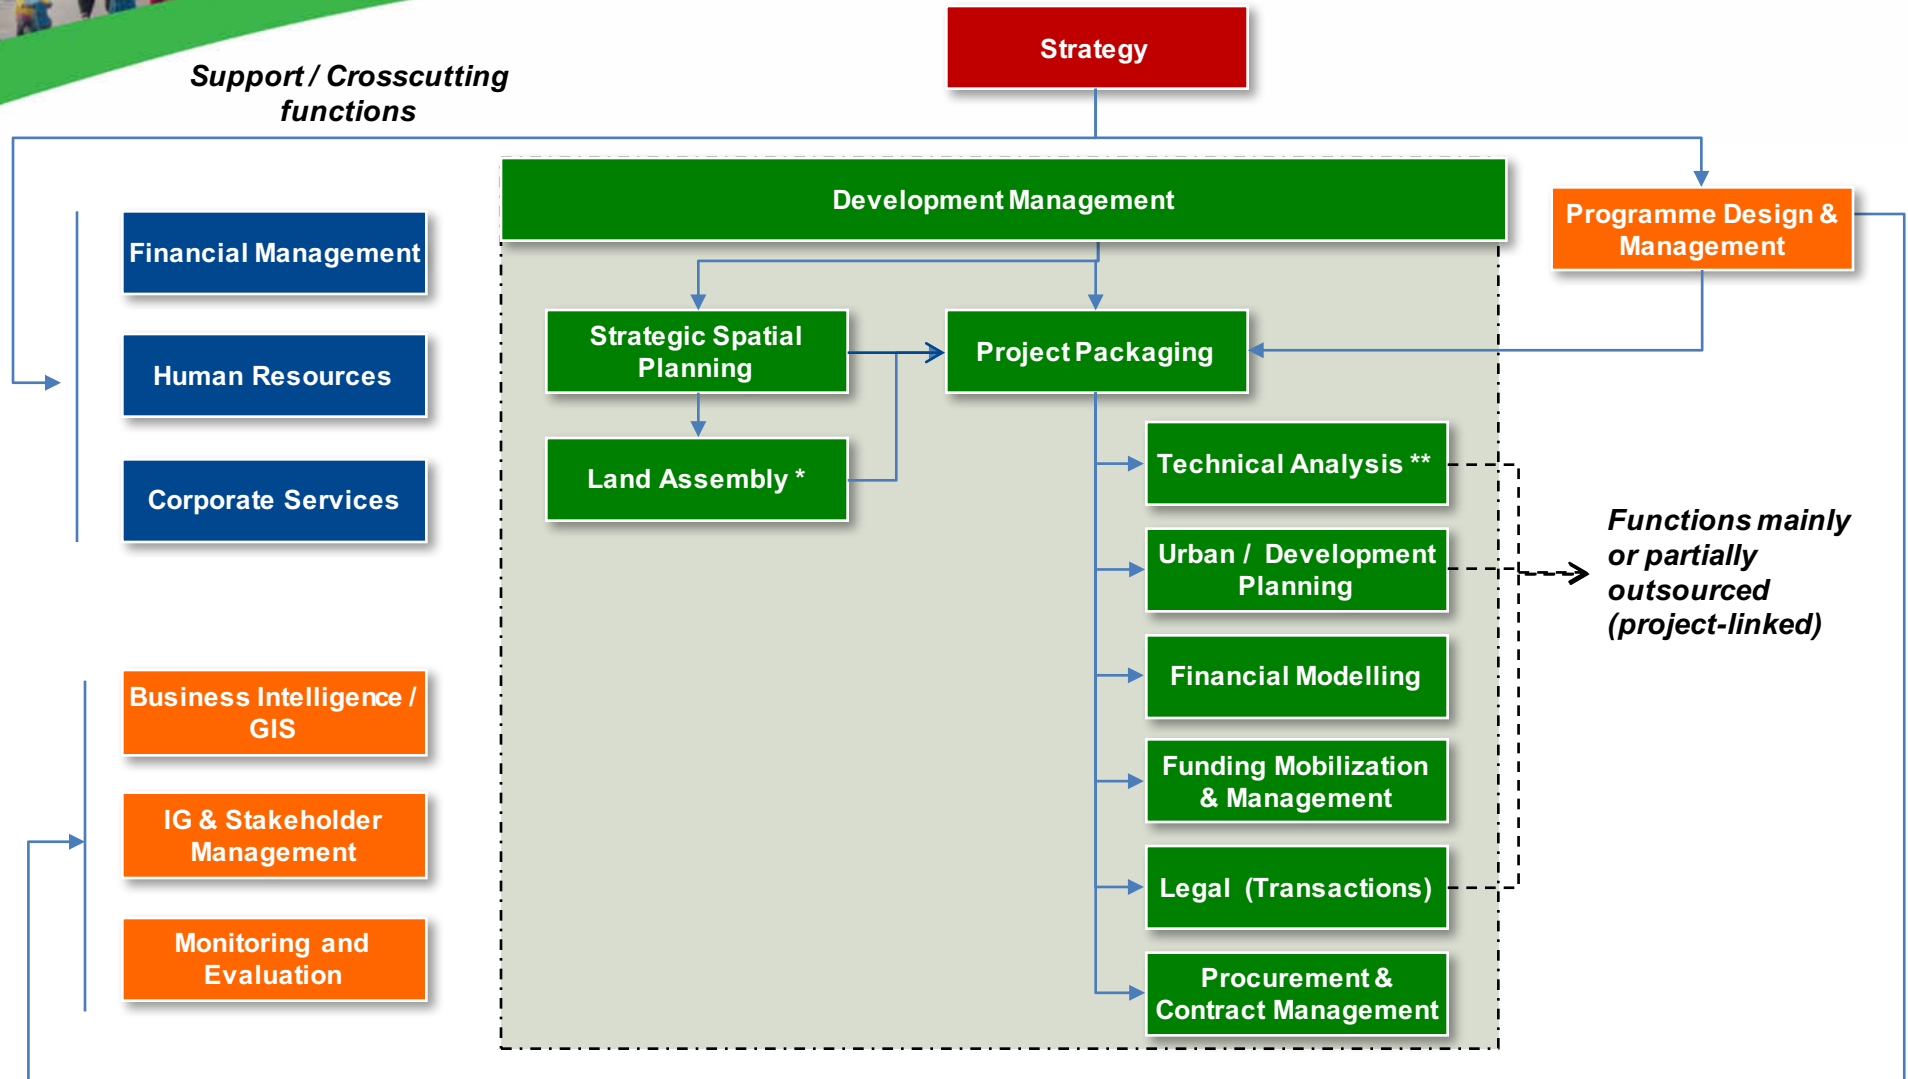 Strategy
Support / Crosscutting
functions
Development Management
Programme Design &
Management
Financial Management
Human Resources
Corporate Services
Strategic Spatial
Planning
Project Packaging
Land Assembly *
Technical Analysis **
Urban /  Development
Planning
Financial Modelling
Funding Mobilization
& Management
Legal  (Transactions)
Procurement &
Contract Management
Functions mainly
or partially
outsourced
(project-linked)
Business Intelligence /
GIS
IG & Stakeholder
Management
Monitoring and
Evaluation